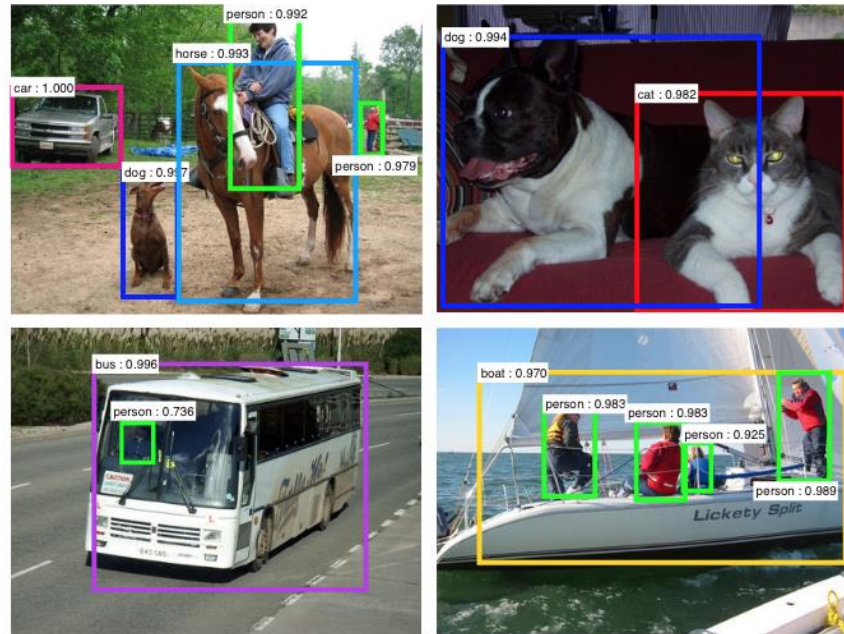 person : 0.992
horse : 0.993
car : 1.000
person : 0.979
dog : 0.997
dog : 0.994
cat : 0.982
bus : 0.996
person : 0.736
CAUTION
L
boat : 0.970
person : 0.983
person : 0.983
person : 0.925
person : 0.989
Lickety Split